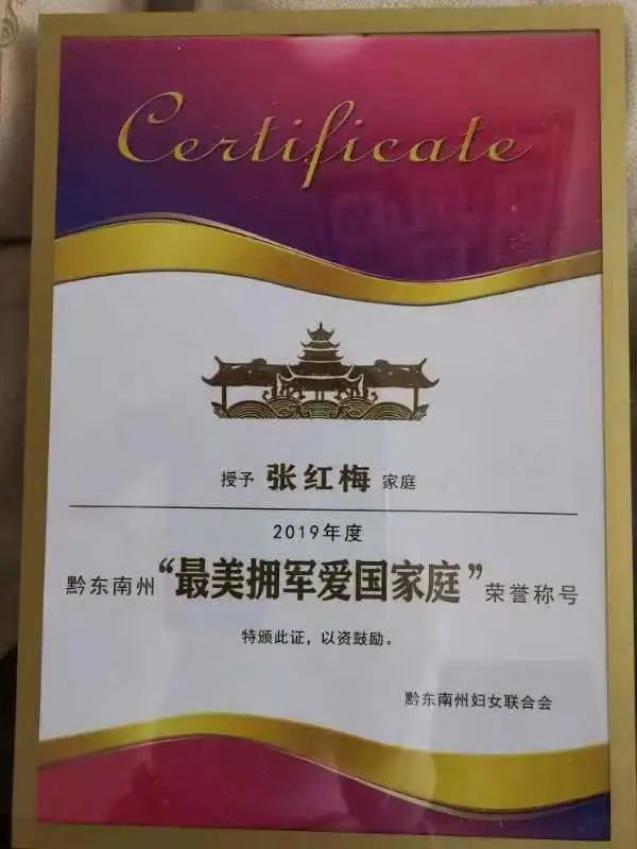 Certificate
授予 张红梅 家庭
2019年度
黔东南州“最美拥军爱国家庭”荣誉称号
特颁此证，以资鼓励。
黔东南州妇女联合会